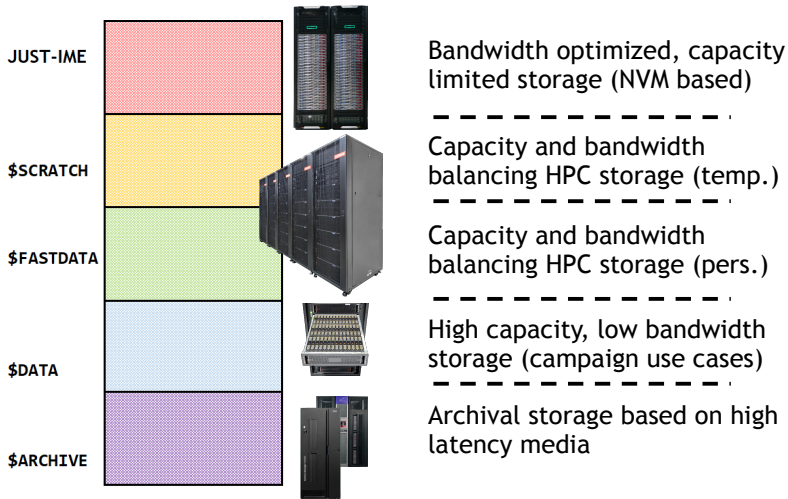 JUST-IME
Bandwidth optimized, capacity
limited storage (NVM based)
$SCRATCH
Capacity and bandwidth
balancing HPC storage (temp.)
$FASTDATA
Capacity and bandwidth
balancing HPC storage (pers.)
$DATA
High capacity, low bandwidth
storage (campaign use cases)
$ARCHIVE
Archival storage based on high
latency media